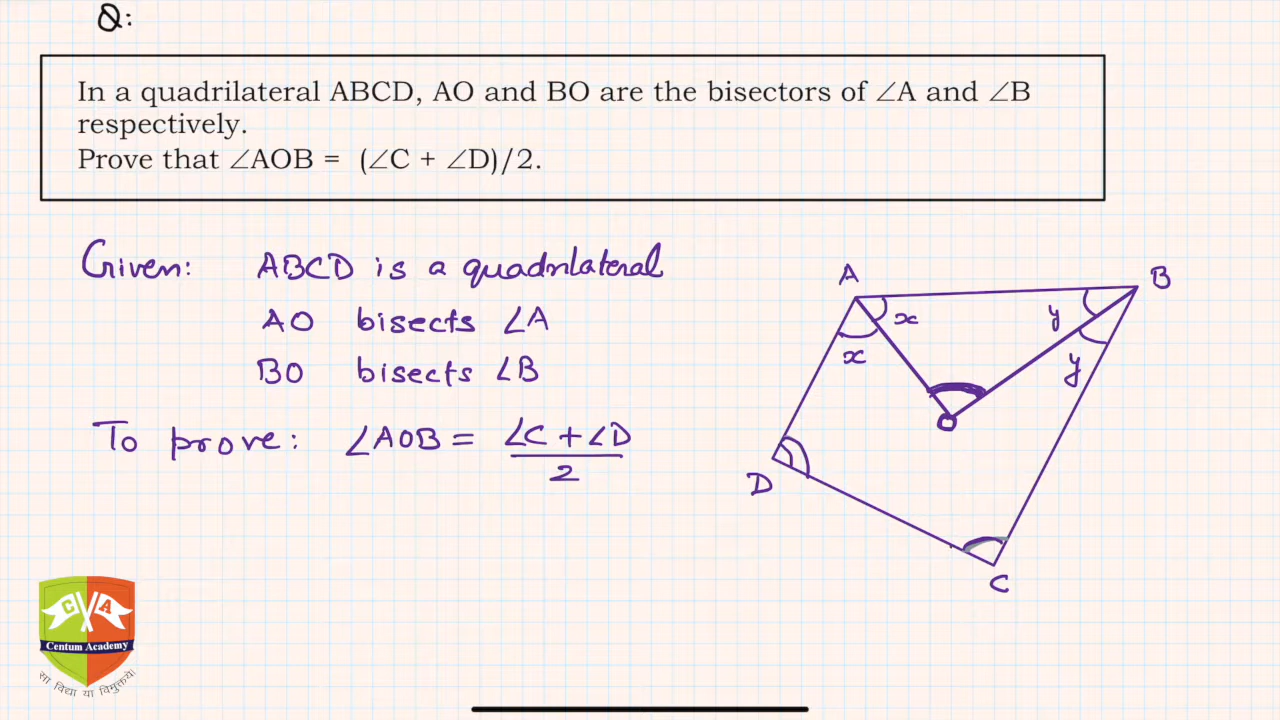 Q:
In a quadrilateral ABCD, AO and BO are the bisectors of ∠A and ∠B
respectively.
Prove that ∠AOB = (∠C + ∠D)/2.
Given: ABCD is a quadrilateral
AO bisects ∠A
BO bisects ∠B
To prove: ∠AOB = ∠C + ∠D
2
A
B
x
y
x
y
O
D
C
C A
Centum Academy
सा विद्या या विमुक्तये।